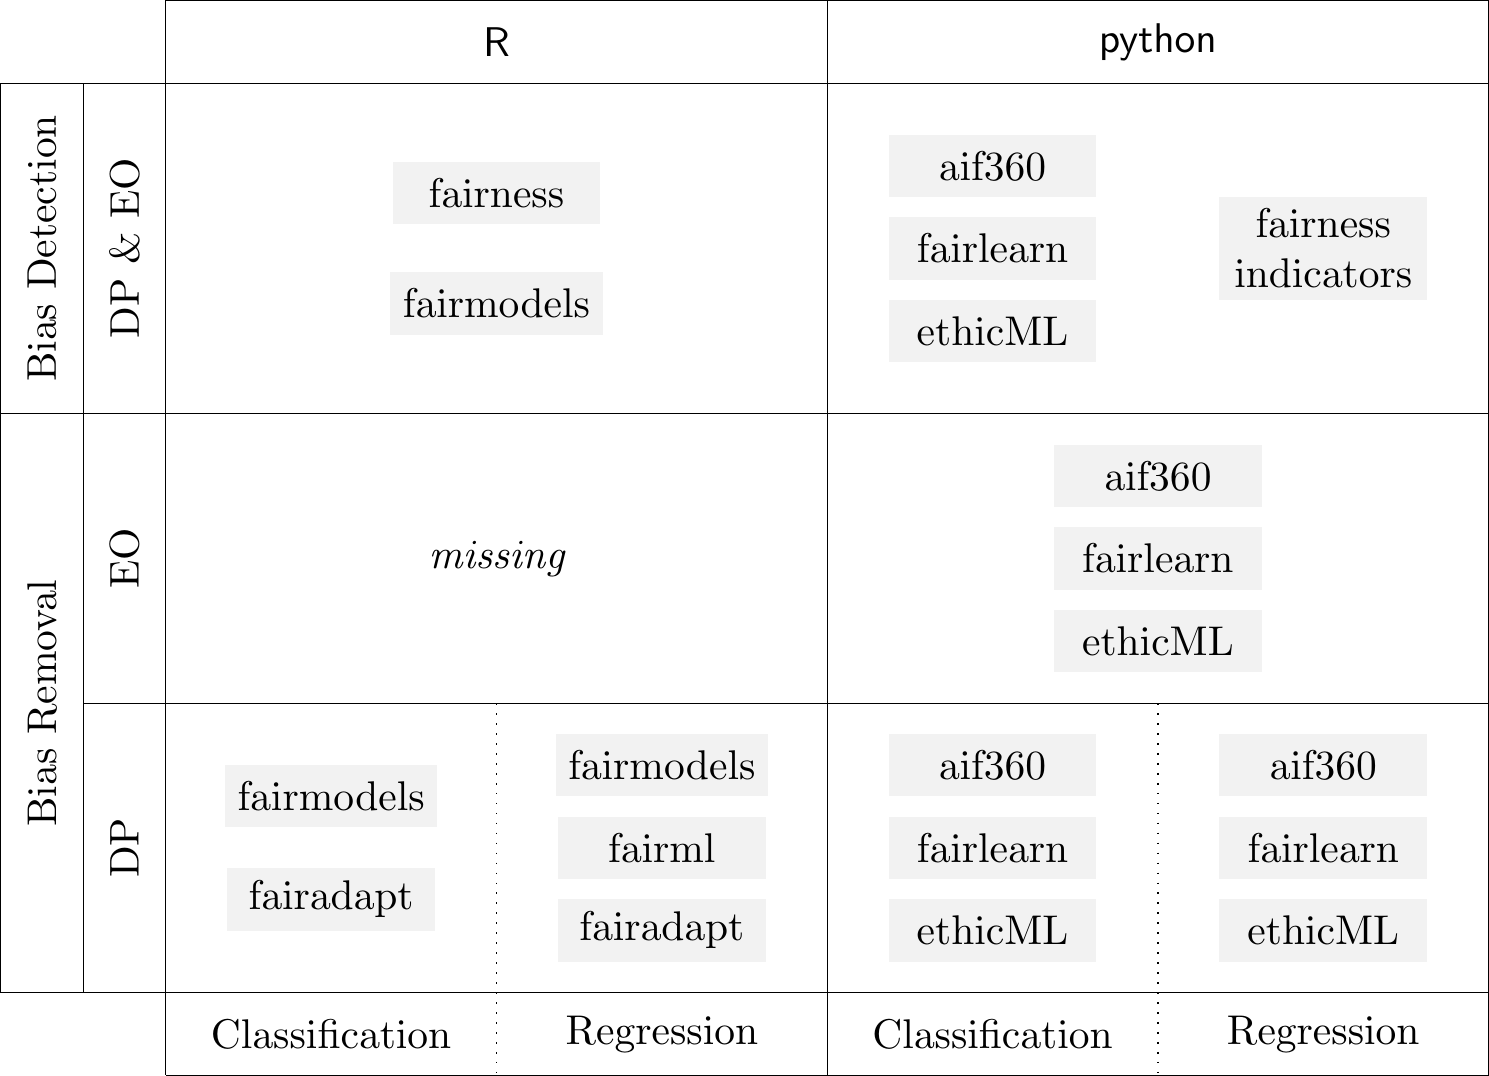 R
python
Bias Detection
DP & EO
fairness
fairmodels
aif360
fairlearn
ethicML
fairness
indicators
Bias Removal
EO
missing
aif360
fairlearn
ethicML
DP
fairmodels
fairadapt
fairmodels
fairml
fairadapt
aif360
fairlearn
ethicML
aif360
fairlearn
ethicML
Classification
Regression
Classification
Regression